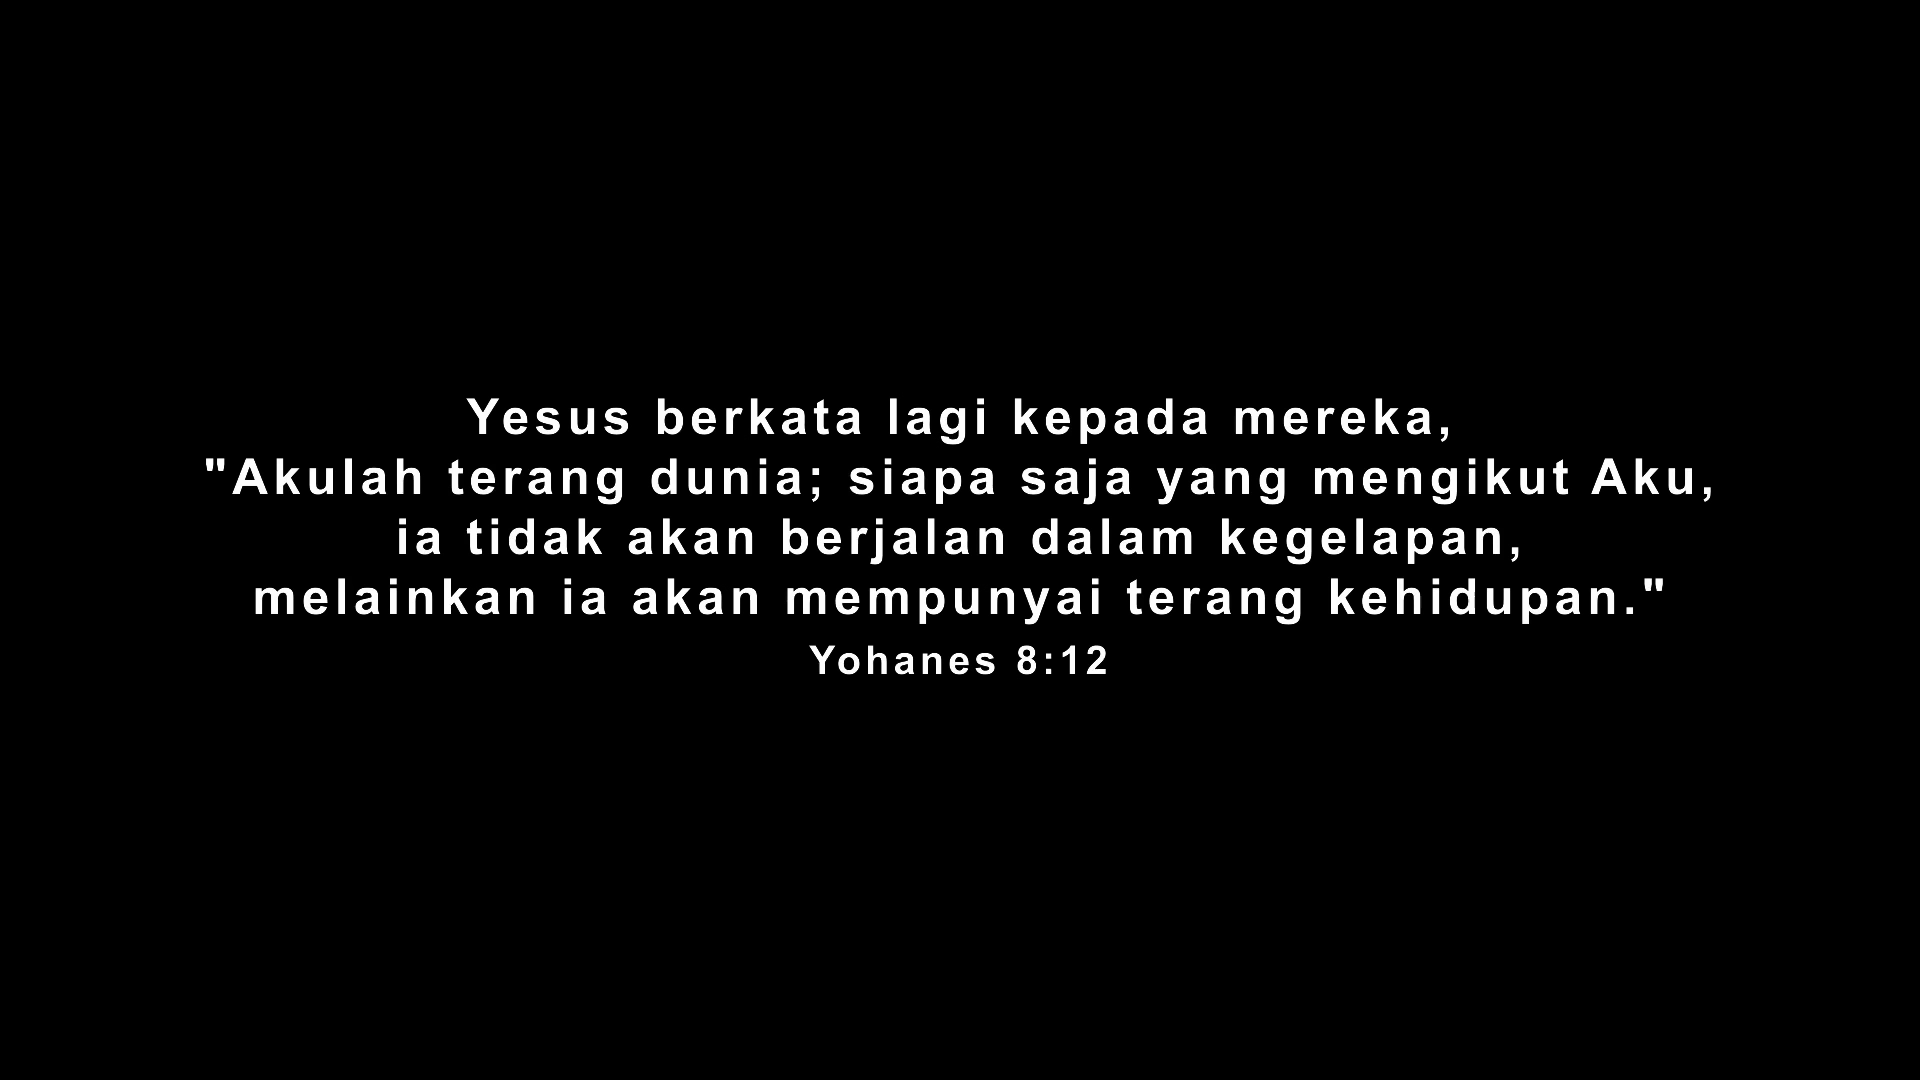 Yesus berkata lagi kepada mereka,
"Akulah terang dunia; siapa saja yang mengikut Aku,
ia tidak akan berjalan dalam kegelapan,
melainkan ia akan mempunyai terang kehidupan."
Yohanes 8:12